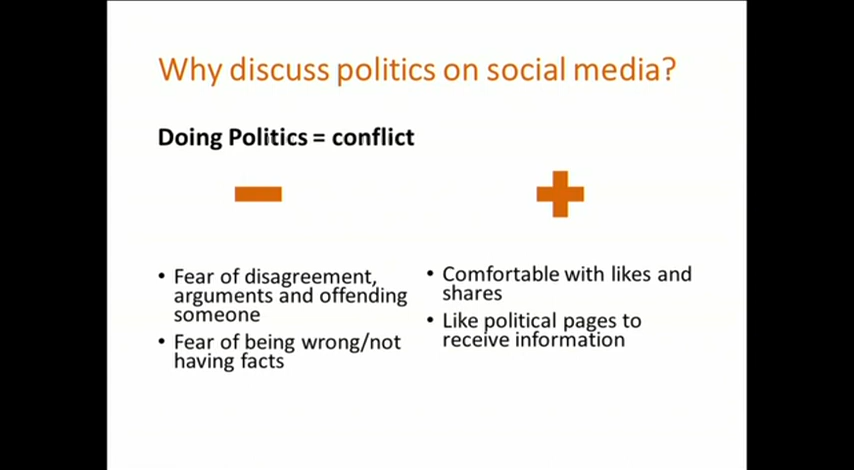 Why discuss politics on social media?
Doing Politics = conflict
• Fear of disagreement,
arguments and offending
someone
• Fear of being wrong/not
having facts
• Comfortable with likes and
shares
• Like political pages to
receive information